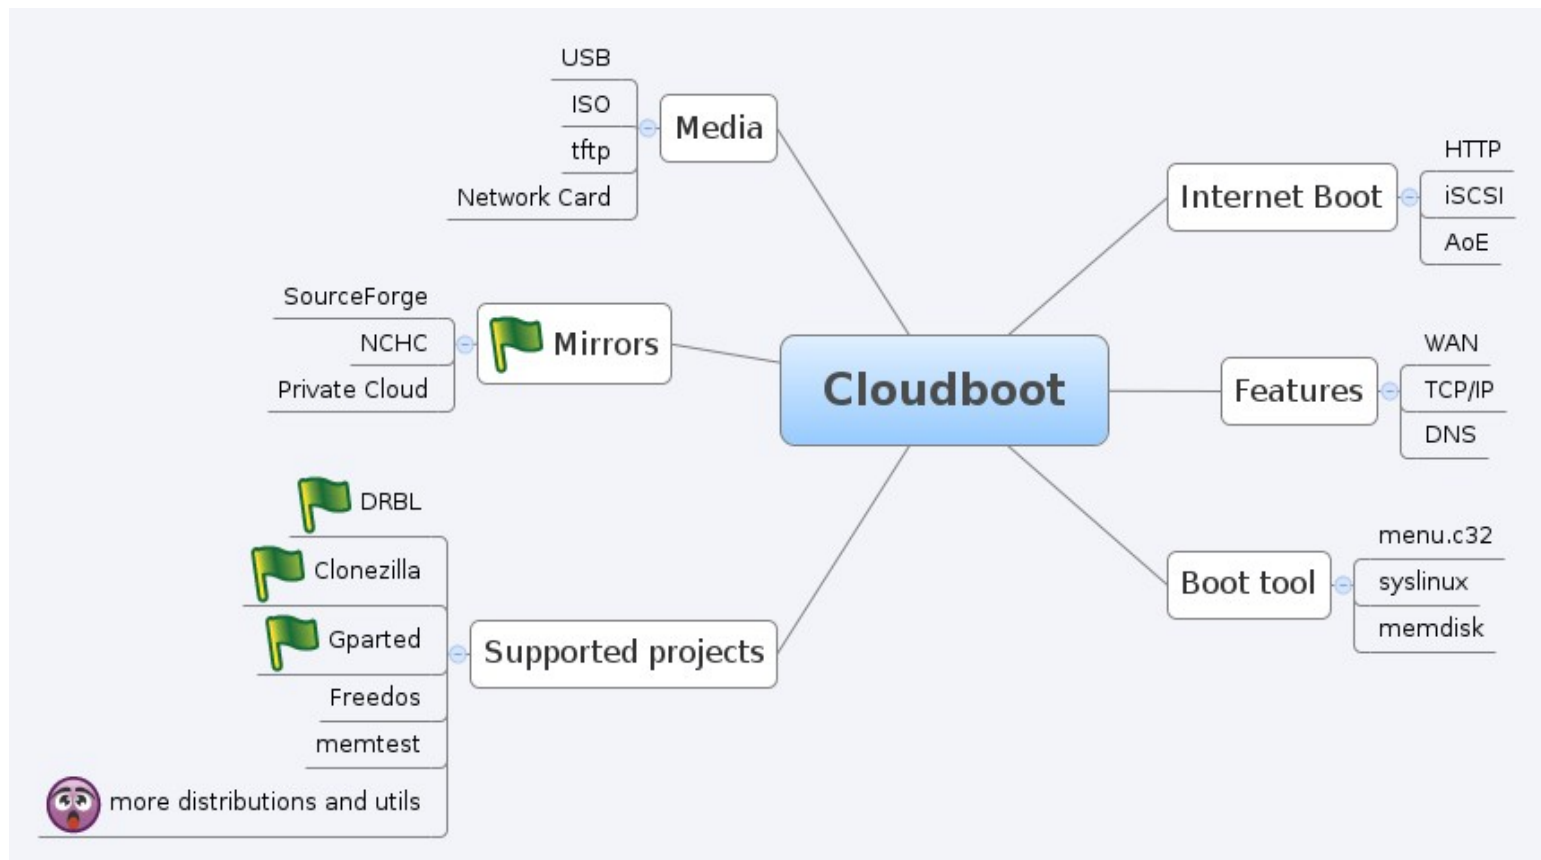 Cloudboot
Media
USB
ISO
tftp
Network Card
Mirrors
SourceForge
NCHC
Private Cloud
Supported projects
DRBL
Clonezilla
Gparted
Freedos
memtest
more distributions and utils
Internet Boot
HTTP
iSCSI
AoE
Features
WAN
TCP/IP
DNS
Boot tool
menu.c32
syslinux
memdisk